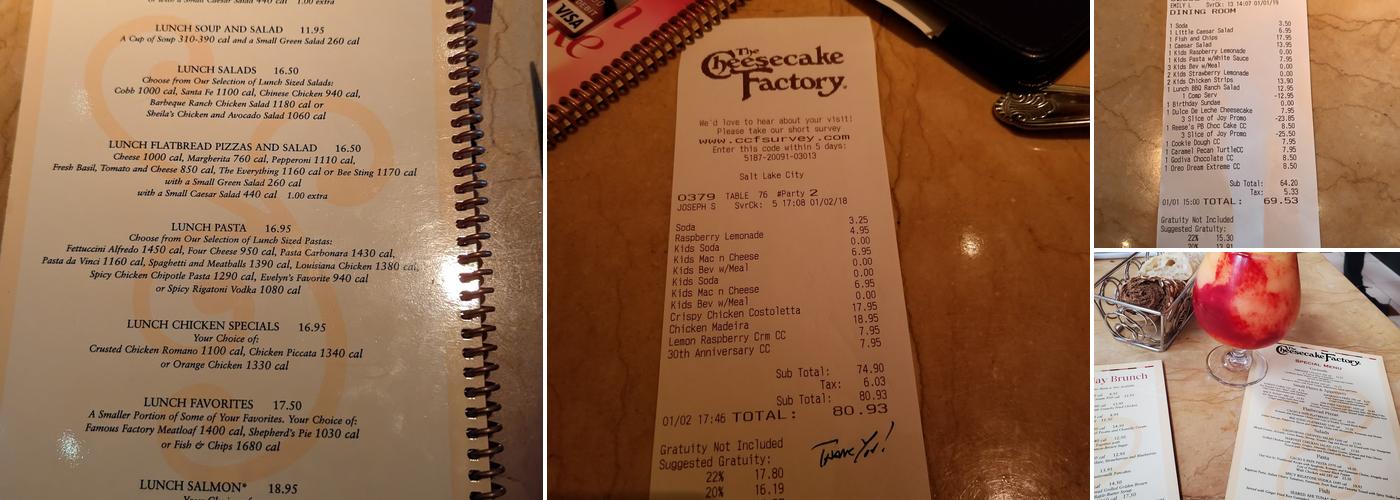 with a Small Caesar Salad 440 cal 1.00 extra
LUNCH SOUP AND SALAD 11.95
A Cup of Soup 310-390 cal and a Small Green Salad 260 cal
LUNCH SALADS 16.50
Choose from Our Selection of Lunch Sized Salads:
Cobb 1000 cal, Santa Fe 1100 cal, Chinese Chicken 940 cal,
Barbeque Ranch Chicken Salad 1180 cal or
Sheila's Chicken and Avocado Salad 1060 cal
LUNCH FLATBREAD PIZZAS AND SALAD 16.50
Cheese 1000 cal, Margherita 760 cal, Pepperoni 1110 cal,
Fresh Basil, Tomato and Cheese 850 cal, The Everything 1160 cal or Bee Sting 1170 cal
with a Small Green Salad 260 cal
with a Small Caesar Salad 440 cal 1.00 extra
LUNCH PASTA 16.95
Choose from Our Selection of Lunch Sized Pastas:
Fettuccini Alfredo 1450 cal, Four Cheese 950 cal, Pasta Carbonara 1430 cal,
Pasta da Vinci 1160 cal, Spaghetti and Meatballs 1390 cal, Louisiana Chicken 1380 cal,
Spicy Chicken Chipotle Pasta 1290 cal, Evelyn's Favorite 940 cal
or Spicy Rigatoni Vodka 1080 cal
LUNCH CHICKEN SPECIALS 16.95
Your Choice of:
Crusted Chicken Romano 1100 cal, Chicken Piccata 1340 cal
or Orange Chicken 1330 cal
LUNCH FAVORITES 17.50
A Smaller Portion of Some of Your Favorites. Your Choice of:
Famous Factory Meatloaf 1400 cal, Shepherd's Pie 1030 cal
or Fish & Chips 1680 cal
LUNCH SALMON* 18.95
VISA
The
Cheesecake
Factory®
We'd love to hear about your visit!
Please take our short survey
www.ccfsurvey.com
Enter this code within 5 days:
5187-20091-03013
Salt Lake City
0379 TABLE 76 #Party 2
JOSEPH S SvrCk: 5 17:08 01/02/18
Soda 3.25
Raspberry Lemonade 4.95
Kids Soda 0.00
Kids Mac n Cheese 6.95
Kids Bev w/Meal 0.00
Kids Soda 0.00
Kids Mac n Cheese 6.95
Kids Bev w/Meal 0.00
Crispy Chicken Costoletta 17.95
Chicken Madeira 18.95
Lemon Raspberry Crm CC 7.95
30th Anniversary CC 7.95
Sub Total: 74.90
Tax: 6.03
Sub Total: 80.93
01/02 17:46 TOTAL: 80.93
Gratuity Not Included
Suggested Gratuity:
22% 17.80
20% 16.19
Thank You!
EMILY L SvrCk: 13 14:07 01/01/19
DINING ROOM
1 Soda 3.50
1 Little Caesar Salad 6.95
1 Fish and Chips 17.95
1 Caesar Salad 13.95
1 Kids Raspberry Lemonade 0.00
1 Kids Pasta w/White Sauce 7.95
3 Kids Bev w/Meal 0.00
2 Kids Strawberry Lemonade 0.00
2 Kids Chicken Strips 13.90
1 Lunch BBQ Ranch Salad 12.95
1 Comp Serv -12.95
1 Birthday Sundae 0.00
1 Dulce De Leche Cheesecake 7.95
3 Slice of Joy Promo -23.85
1 Reese's PB Choc Cake CC 8.50
3 Slice of Joy Promo -25.50
1 Cookie Dough CC 7.95
1 Caramel Pecan TurtleCC 7.95
1 Godiva Chocolate CC 8.50
1 Oreo Dream Extreme CC 8.50
Sub Total: 64.20
Tax: 5.33
01/01 15:00 TOTAL: 69.53
Gratuity Not Included
Suggested Gratuity:
22% 15.30
Brunch
The
Cheesecake Factory
SPECIAL MENU
Flatbread Pizzas
Salads
Pasta
Fish